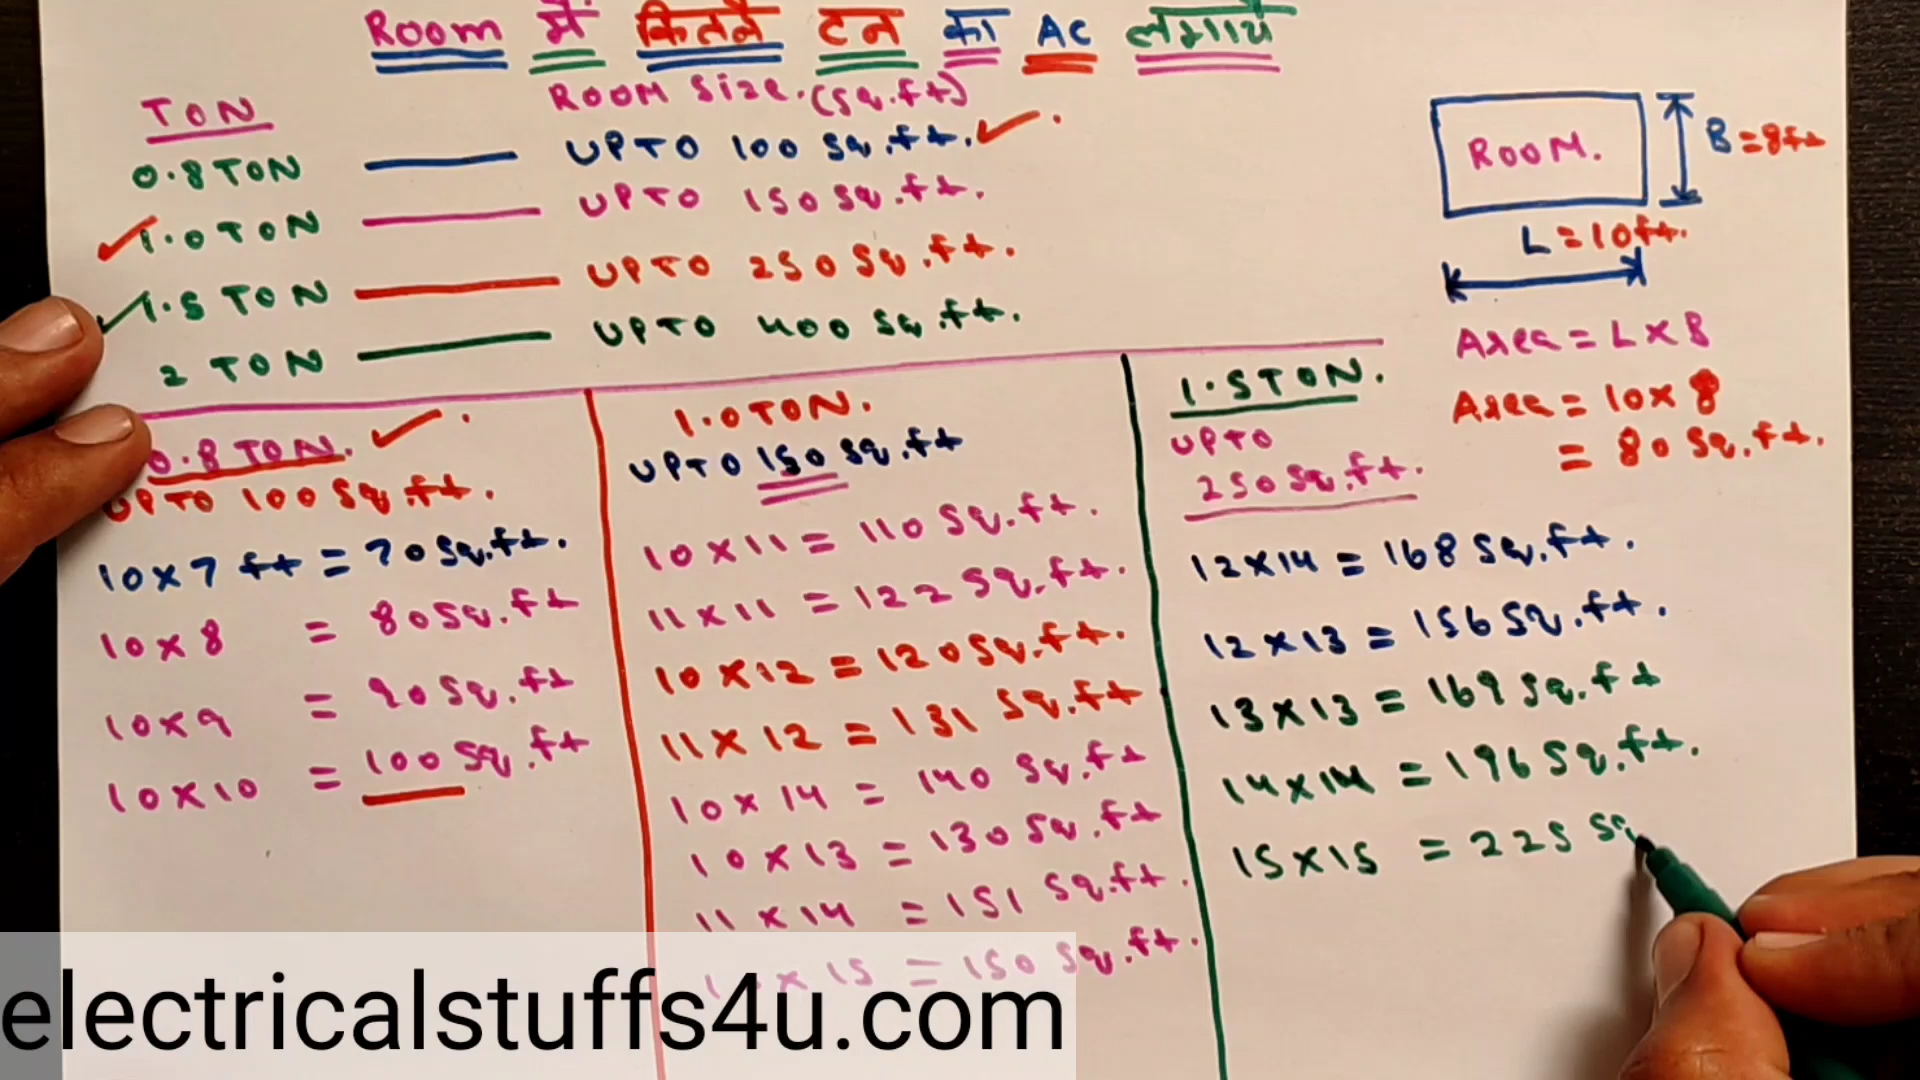 Room में कितने टन का AC लगाये
TON
ROOM Size. (Sq.ft)
0.8 TON — UPTO 100 Sq.ft.
1.0 TON — UPTO 150 Sq.ft.
1.5 TON — UPTO 250 Sq.ft.
2 TON — UPTO 400 Sq.ft.
ROOM.
B = 8ft
L = 10ft.
Area = L X B
Area = 10 X 8
= 80 Sq.ft.
0.8 TON.
UPTO 100 Sq.ft.
10 X 7 ft = 70 Sq.ft.
10 X 8 = 80 Sq.ft
10 X 9 = 90 Sq.ft
10 X 10 = 100 Sq.ft
1.0 TON.
UPTO 150 Sq.ft
10 X 11 = 110 Sq.ft.
11 X 11 = 122 Sq.ft.
10 X 12 = 120 Sq.ft.
11 X 12 = 131 Sq.ft
10 X 14 = 140 Sq.ft
10 X 13 = 130 Sq.ft
11 X 14 = 151 Sq.ft.
X 15 = 150 Sq.ft.
1.5 TON.
UPTO
250 Sq.ft.
12 X 14 = 168 Sq.ft.
12 X 13 = 156 Sq.ft.
13 X 13 = 169 Sq.ft
14 X 14 = 196 Sq.ft.
15 X 15 = 225 Sq
electricalstuffs4u.com